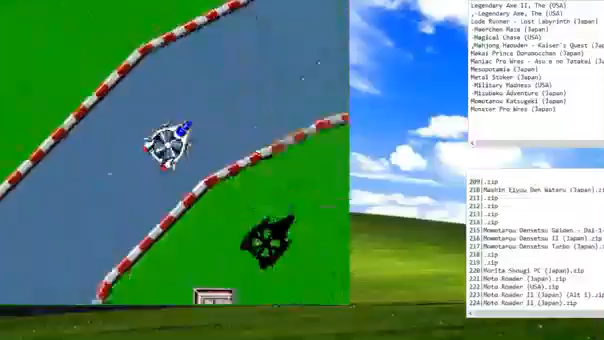 Legendary Axe II, The (USA)
,-Legendary Axe, The (USA)
Lode Runner - Lost Labyrinth (Japan)
-Maerchen Maze (Japan)
-Magical Chase (USA)
Makai Prince Dorabocchan (Japan)
Maniac Pro Wres - Asu e no Tatakai
Mesopotamia (Japan)
Metal Stoker (Japan)
-Military Madness (USA)
-Mizubaku Adventure (Japan)
Momotarou Katsugeki (Japan)
Monster Pro Wres (Japan)
209|.zip
210|Mashin Eiyuu Den Wataru (Japan).zi
211|.zip
212|.zip
213|.zip
214|.zip
215|Momotarou Densetsu Gaiden - Dai-1-
216|Momotarou Densetsu II (Japan).zip
217|Momotarou Densetsu Turbo (Japan).zip
218|.zip
219|.zip
220|Morita Shougi PC (Japan).zip
221|Moto Roader (Japan).zip
222|Moto Roader (USA).zip
223|Moto Roader II (Japan) (Alt 1).zip
224|Moto Roader II (Japan).zip